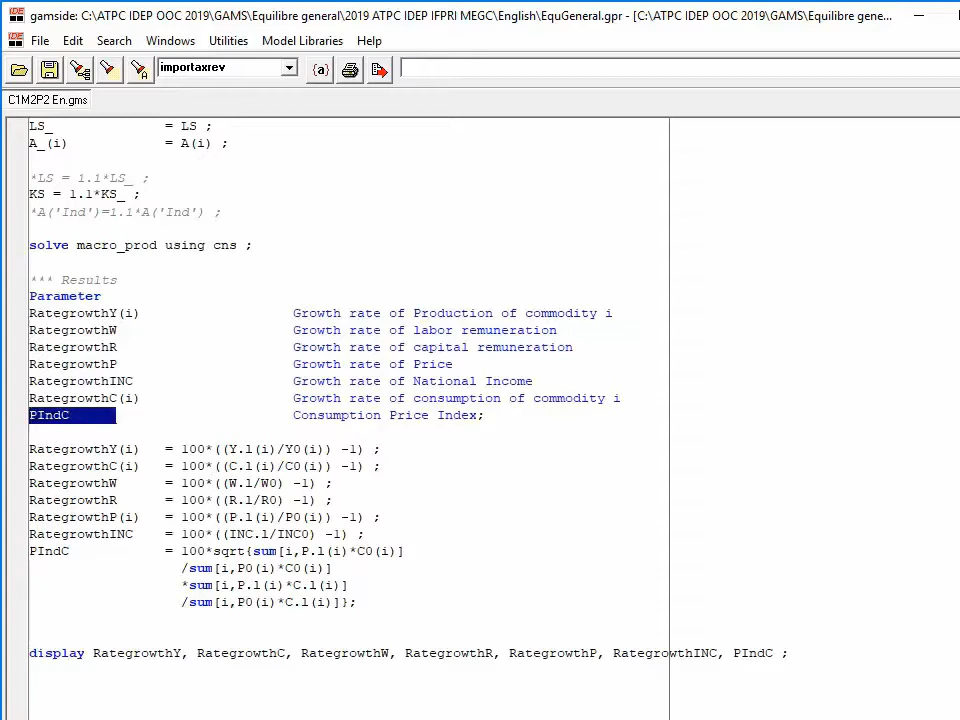 gamside: C:\ATPC IDEP OOC 2019\GAMS\Equilibre general\2019 ATPC IDEP IFPRI MEGC\English\EquGeneral.gpr - [C:\ATPC IDEP OOC 2019\GAMS\Equilibre gene...
IDE File Edit Search Windows Utilities Model Libraries Help
importaxrev {a}
C1M2P2 En.gms
LS_ = LS ;
A_(i) = A(i) ;
*LS = 1.1*LS_ ;
KS = 1.1*KS_ ;
*A('Ind')=1.1*A('Ind') ;
solve macro_prod using cns ;
*** Results
Parameter
RategrowthY(i) Growth rate of Production of commodity i
RategrowthW Growth rate of labor remuneration
RategrowthR Growth rate of capital remuneration
RategrowthP Growth rate of Price
RategrowthINC Growth rate of National Income
RategrowthC(i) Growth rate of consumption of commodity i
PIndC Consumption Price Index;
RategrowthY(i) = 100*((Y.l(i)/Y0(i)) -1) ;
RategrowthC(i) = 100*((C.l(i)/C0(i)) -1) ;
RategrowthW = 100*((W.l/W0) -1) ;
RategrowthR = 100*((R.l/R0) -1) ;
RategrowthP(i) = 100*((P.l(i)/P0(i)) -1) ;
RategrowthINC = 100*((INC.l/INC0) -1) ;
PIndC = 100*sqrt{sum[i,P.l(i)*C0(i)]
/sum[i,P0(i)*C0(i)]
*sum[i,P.l(i)*C.l(i)]
/sum[i,P0(i)*C.l(i)]};
display RategrowthY, RategrowthC, RategrowthW, RategrowthR, RategrowthP, RategrowthINC, PIndC ;